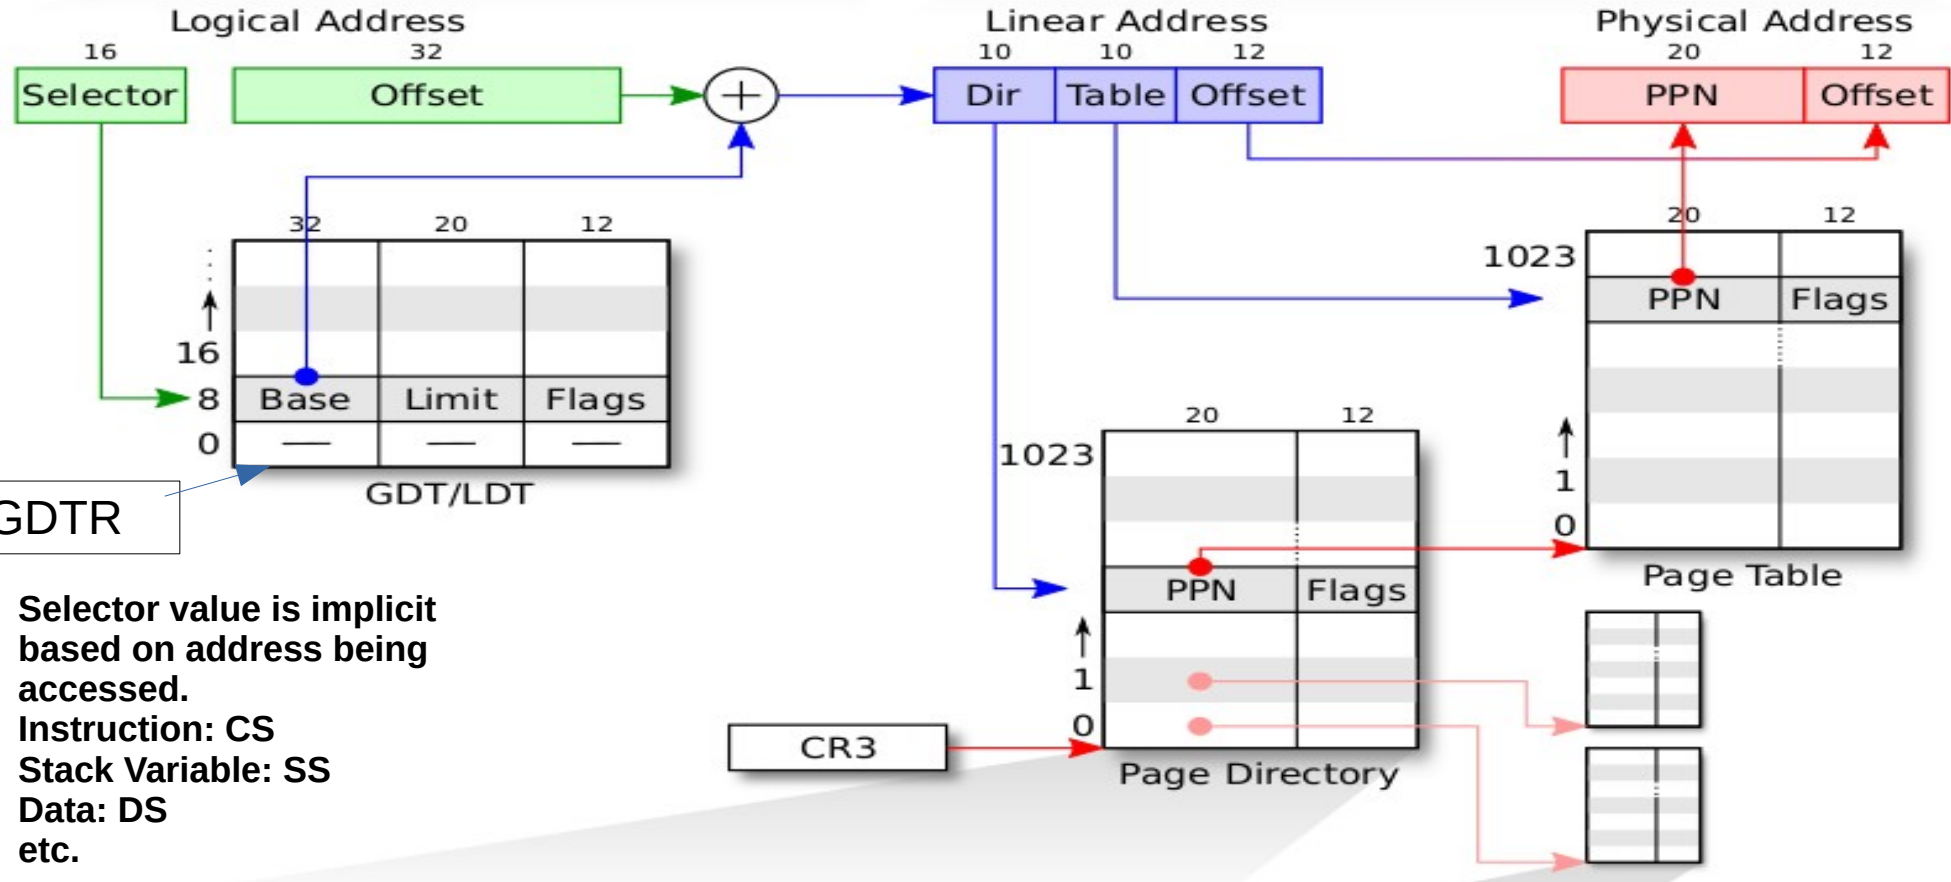 Logical Address
16
32
Selector
Offset
+
Linear Address
10
10
12
Dir
Table
Offset
Physical Address
20
12
PPN
Offset
32
20
12
16
8
Base
Limit
Flags
0
GDT/LDT
GDTR
20
12
1023
PPN
Flags
1
0
Page Table
20
12
1023
PPN
Flags
1
0
Page Directory
CR3
Selector value is implicit
based on address being
accessed.
Instruction: CS
Stack Variable: SS
Data: DS
etc.